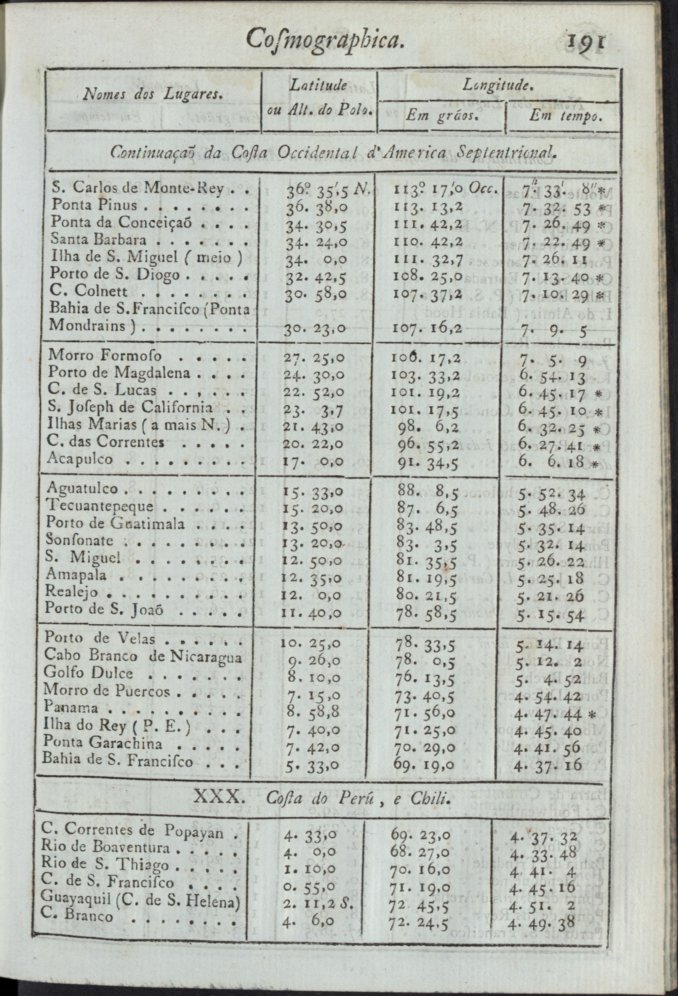 Coſmographica. 191
Nomes dos Lugares. Latitude ou Alt. do Polo. Longitude. Em gráos. Em tempo.
Continuaçaõ da Coſta Occidental d'America Septentrional.
S. Carlos de Monte-Rey . . 36º. 35',5 N. 113º. 17',0 Occ. 7.h 33.' 8''*
Ponta Pinus . . . . . . . . 36. 38,0 113. 13,2 7. 32. 53 *
Ponta da Conceiçaõ . . . . 34. 30,5 111. 42,2 7. 26. 49 *
Santa Barbara . . . . . . . 34. 24,0 110. 42,2 7. 22. 49 *
Ilha de S. Miguel ( meio ) 34. 0,0 111. 32,7 7. 26. 11
Porto de S. Diogo . . . . . 32. 42,5 108. 25,0 7. 13. 40 *
C. Colnett . . . . . . . . 30. 58,0 107. 37,2 7. 10. 29 *
Bahia de S.Franciſco (Ponta
Mondrains ) . . . . . . . . 30. 23,0 107. 16,2 7. 9. 5
Morro Formoſo . . . . . 27. 25,0 106. 17,2 7. 5. 9
Porto de Magdalena . . . . 24. 30,0 103. 33,2 6. 54. 13
C. de S. Lucas . . . . . . 22. 52,0 101. 19,2 6. 45. 17 *
S. Joſeph de California . . 23. 3,7 101. 17,5 6. 45. 10 *
Ilhas Marias ( a mais N. ) . 21. 43,0 98. 6,2 6. 32. 25 *
C. das Correntes . . . . . 20. 22,0 96. 55,2 6. 27. 41 *
Acapulco . . . . . . . . . 17. 0,0 91. 34,5 6. 6. 18 *
Aguatulco . . . . . . . . . 15. 33,0 88. 8,5 5. 52. 34
Tecuantepeque . . . . . . . 15. 20,0 87. 6,5 5. 48. 26
Porto de Guatimala . . . . 13. 50,0 83. 48,5 5. 35. 14
Sonſonate . . . . . . . . . 13. 20,0 83. 3,5 5. 32. 14
S. Miguel . . . . . . . . 12. 50,0 81. 35,5 5. 26. 22
Amapala . . . . . . . . . 12. 35,0 81. 19,5 5. 25. 18
Realejo . . . . . . . . . . 12. 0,0 80. 21,5 5. 21. 26
Porto de S. Joaõ . . . . . 11. 40,0 78. 58,5 5. 15. 54
Porto de Velas . . . . . . 10. 25,0 78. 33,5 5. 14. 14
Cabo Branco de Nicaragua 9. 26,0 78. 0,5 5. 12. 2
Golfo Dulce . . . . . . . 8. 10,0 76. 13,5 5. 4. 52
Morro de Puercos . . . . . 7. 15,0 73. 40,5 4. 54. 42
Panama . . . . . . . . . . 8. 58,8 71. 56,0 4. 47. 44 *
Ilha do Rey ( P. E. ) . . . 7. 40,0 71. 25,0 4. 45. 40
Ponta Garachina . . . . . 7. 42,0 70. 29,0 4. 41. 56
Bahia de S. Franciſco . . . 5. 33,0 69. 19,0 4. 37. 16
XXX. Coſta do Perú , e Chili.
C. Correntes de Popayan . 4. 33,0 69. 23,0 4. 37. 32
Rio de Boaventura . . . . . 4. 0,0 68. 27,0 4. 33. 48
Rio de S. Thiago . . . . . 1. 10,0 70. 16,0 4. 41. 4
C. de S. Franciſco . . . . 0. 55,0 71. 19,0 4. 45. 16
Guayaquil (C. de S. Helena) 2. 11,2 S. 72 45,5 4. 51. 2
C. Branco . . . . . . . . 4. 6,0 72. 24,5 4. 49. 38